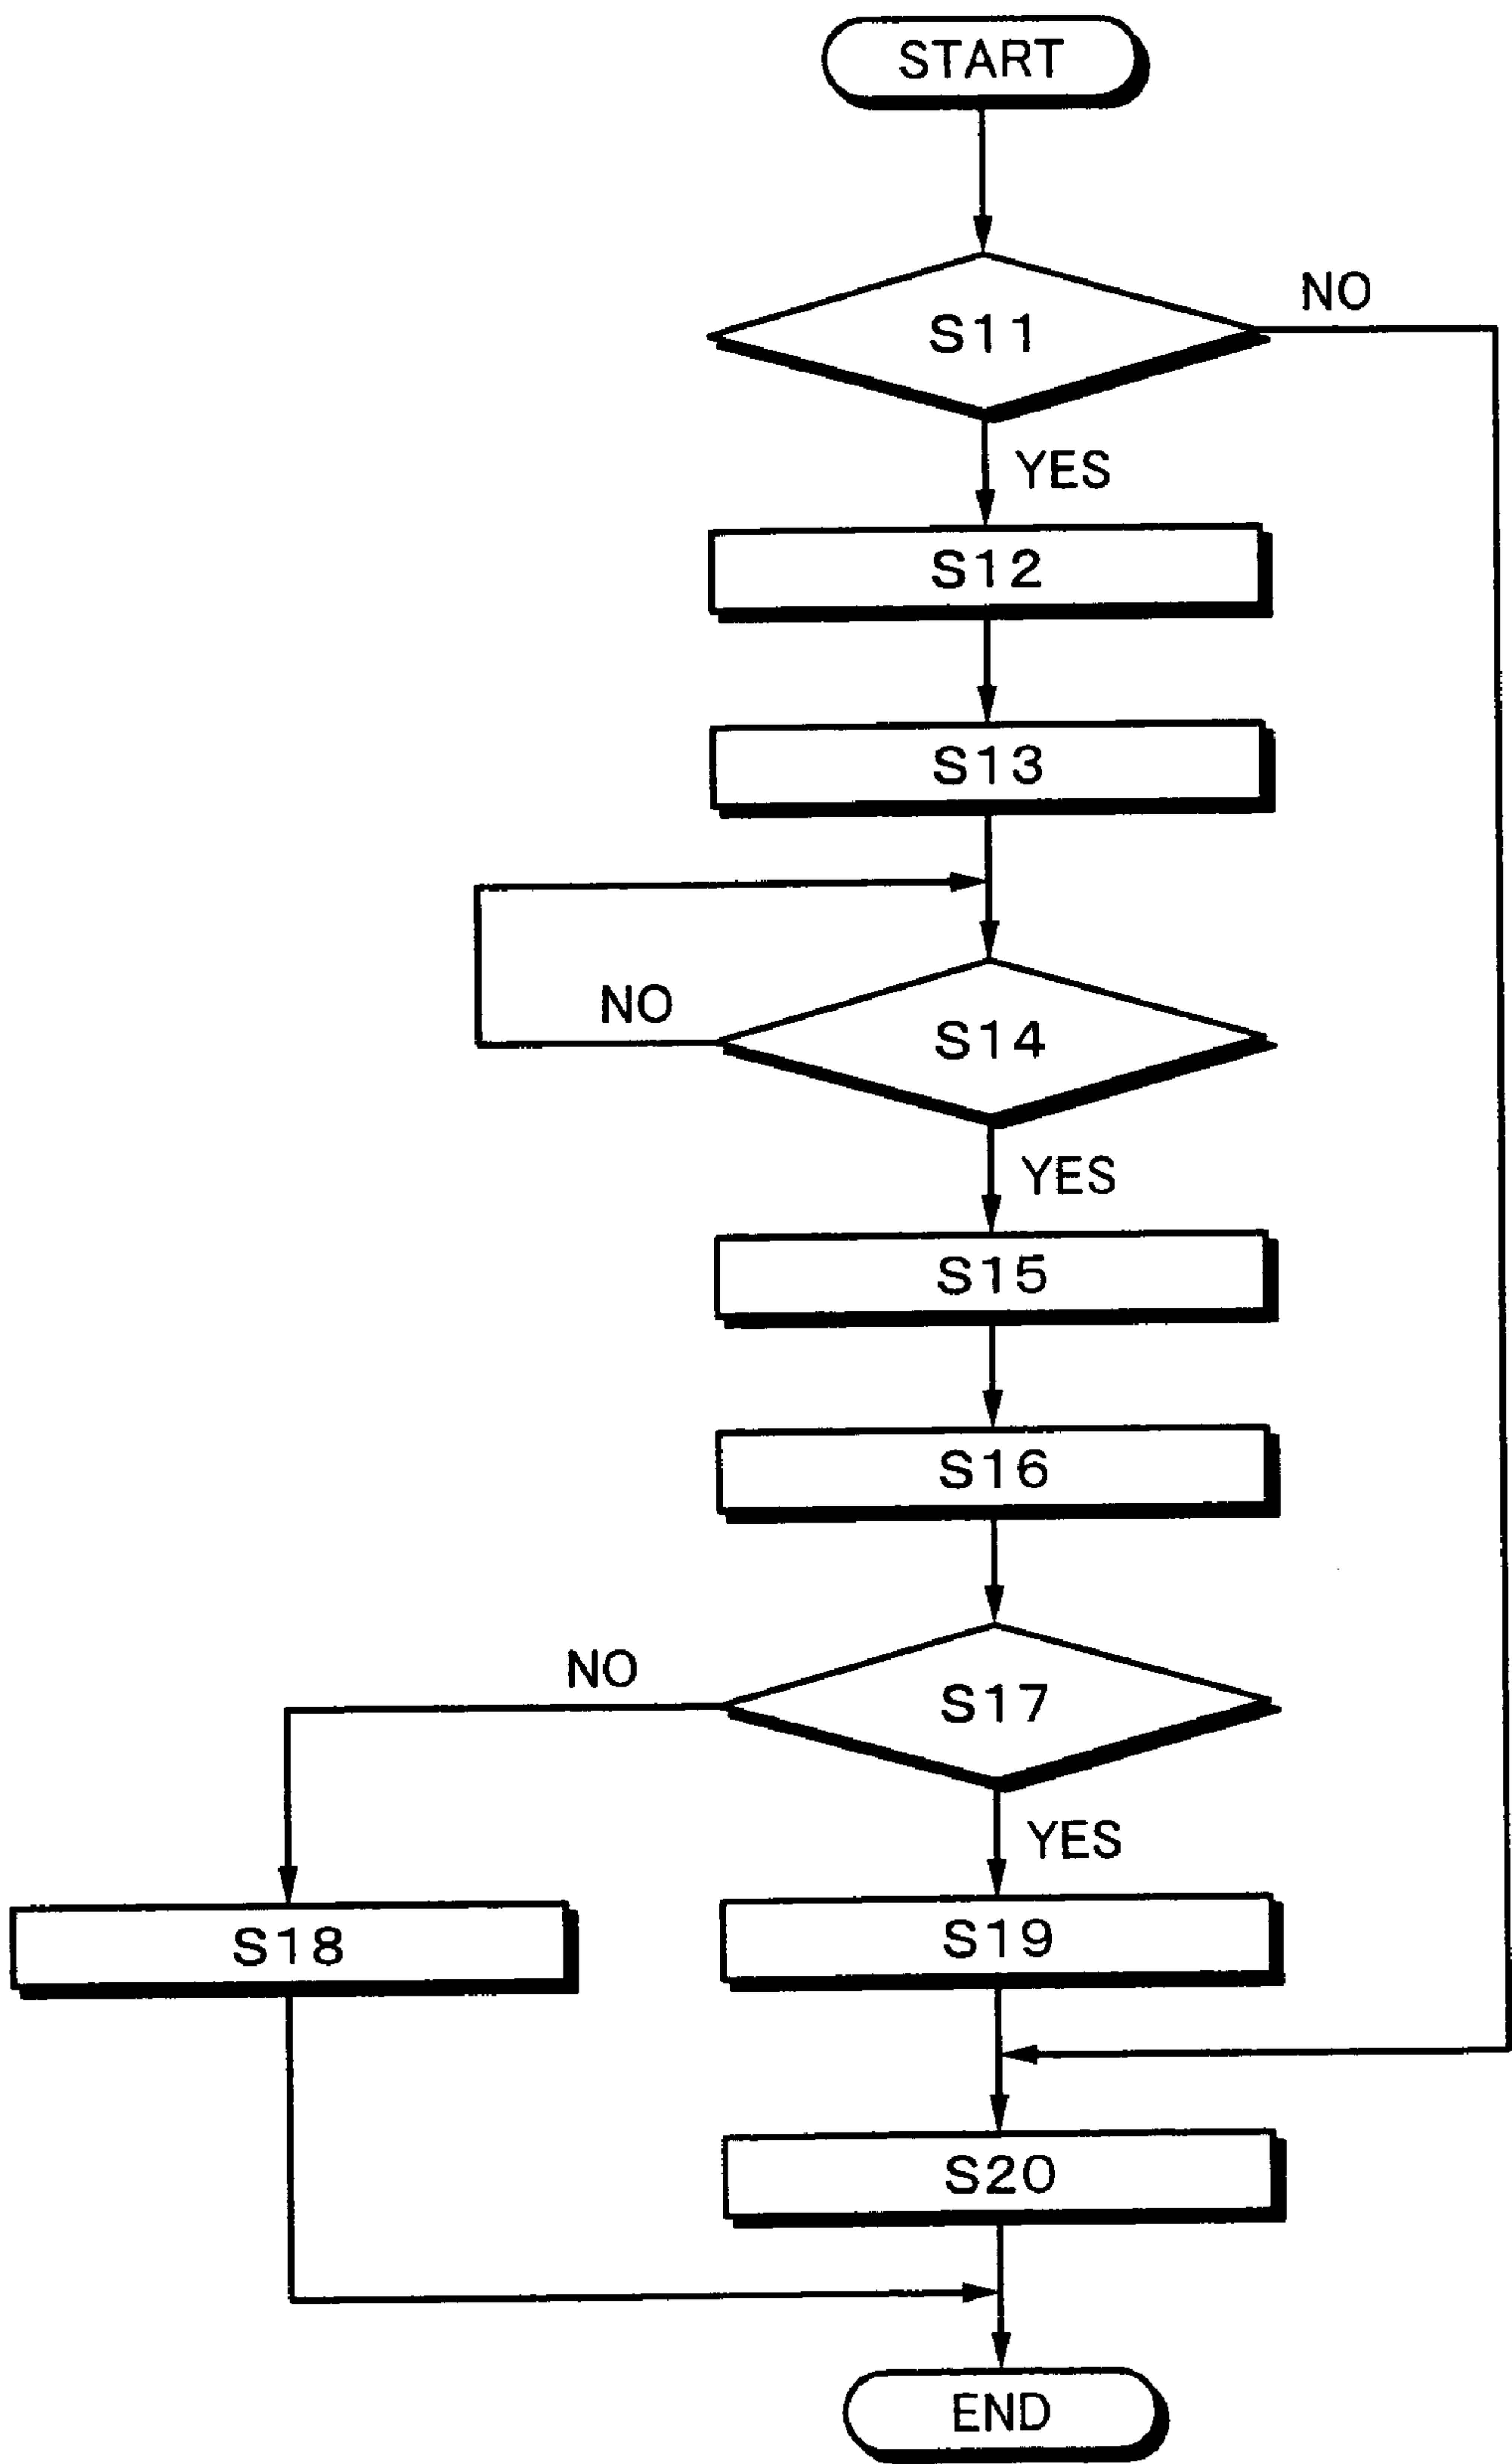 START
S11
NO
YES
S12
S13
NO
S14
YES
S15
S16
NO
S17
YES
S18
S19
S20
END